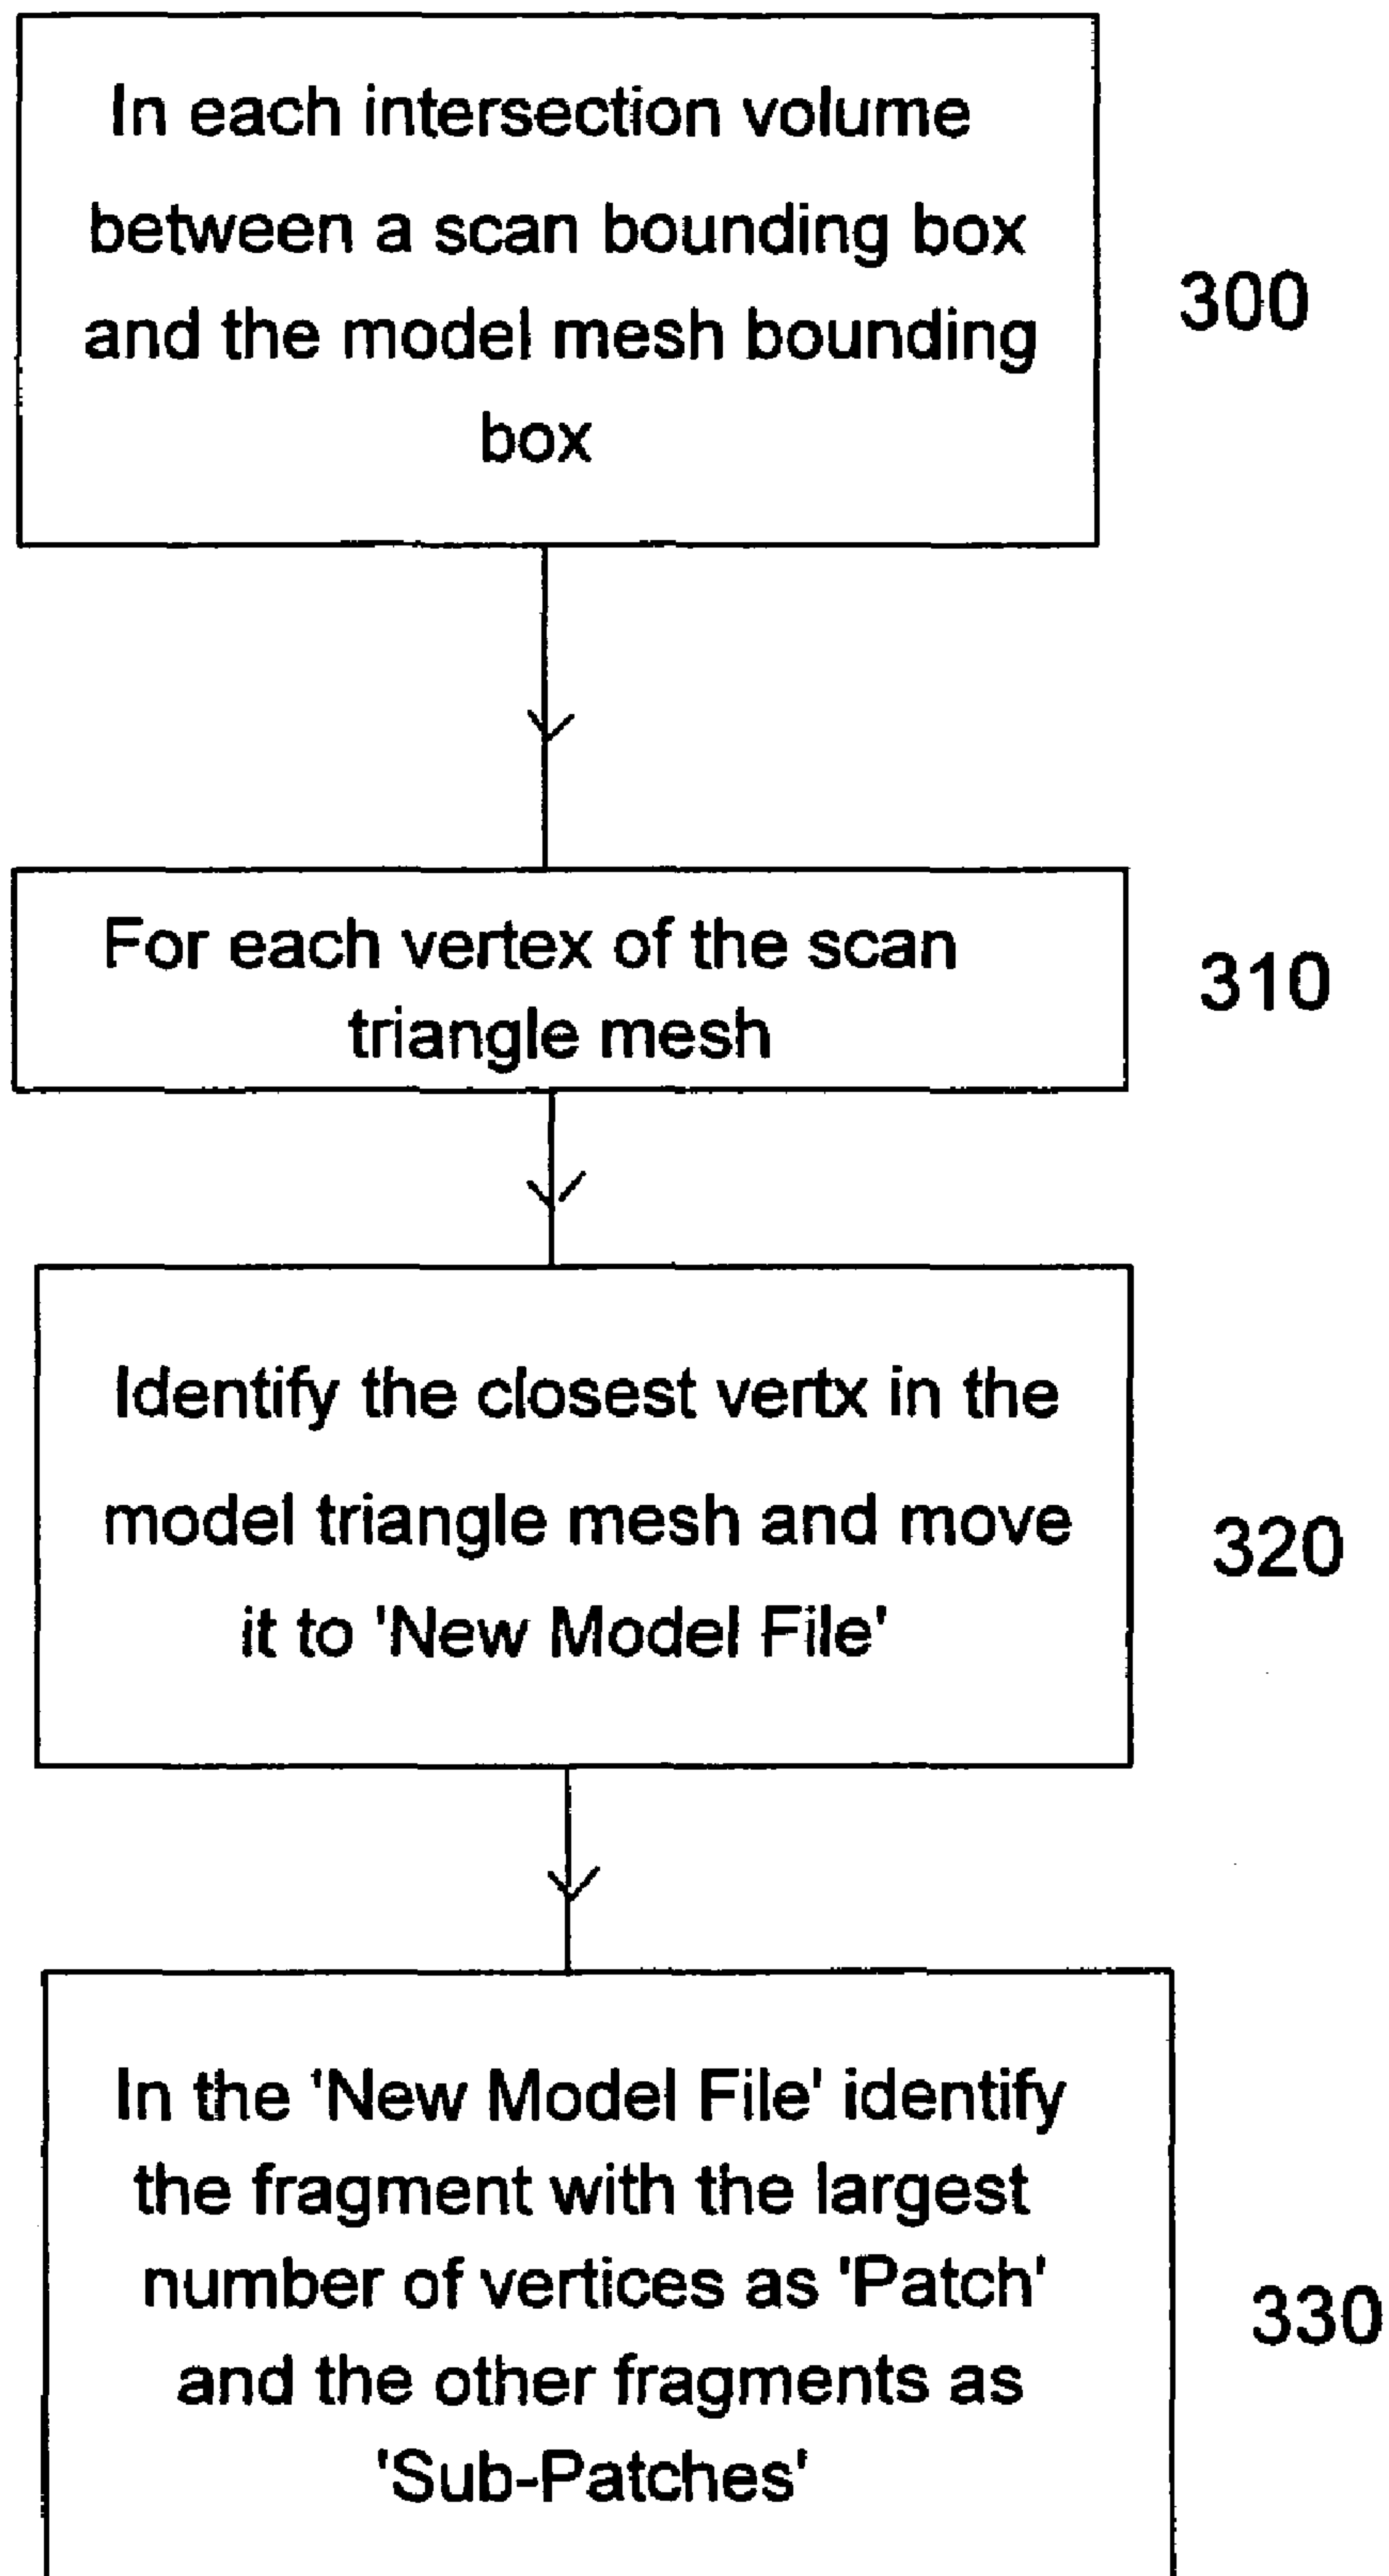 In each intersection volume
between a scan bounding box
and the model mesh bounding
box
300
For each vertex of the scan
triangle mesh
310
Identify the closest vertx in the
model triangle mesh and move
it to 'New Model File'
320
In the 'New Model File' identify
the fragment with the largest
number of vertices as 'Patch'
and the other fragments as
'Sub-Patches'
330